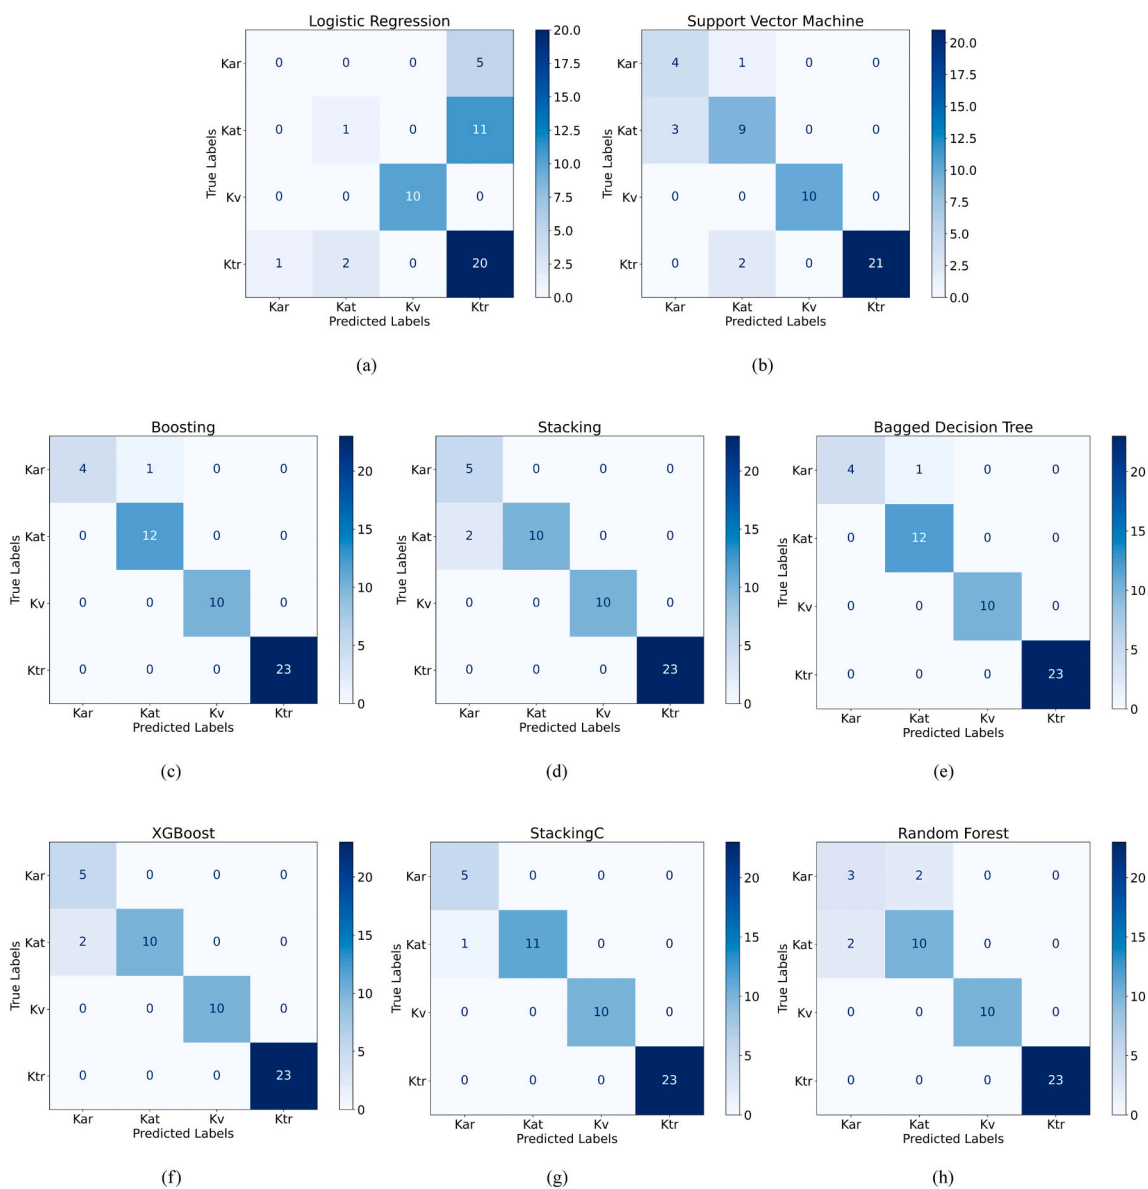 Logistic Regression
Kar 0 0 0 5
Kat 0 1 0 11
Kv 0 0 10 0
Ktr 1 2 0 20
Kar Kat Kv Ktr
Predicted Labels
True Labels
20.0
17.5
15.0
12.5
10.0
7.5
5.0
2.5
0.0
(a)
Support Vector Machine
Kar 4 1 0 0
Kat 3 9 0 0
Kv 0 0 10 0
Ktr 0 2 0 21
Kar Kat Kv Ktr
Predicted Labels
True Labels
20.0
17.5
15.0
12.5
10.0
7.5
5.0
2.5
0.0
(b)
Boosting
Kar 4 1 0 0
Kat 0 12 0 0
Kv 0 0 10 0
Ktr 0 0 0 23
Kar Kat Kv Ktr
Predicted Labels
True Labels
20
15
10
5
0
(c)
Stacking
Kar 5 0 0 0
Kat 2 10 0 0
Kv 0 0 10 0
Ktr 0 0 0 23
Kar Kat Kv Ktr
Predicted Labels
True Labels
20
15
10
5
0
(d)
Bagged Decision Tree
Kar 4 1 0 0
Kat 0 12 0 0
Kv 0 0 10 0
Ktr 0 0 0 23
Kar Kat Kv Ktr
Predicted Labels
True Labels
20
15
10
5
0
(e)
XGBoost
Kar 5 0 0 0
Kat 2 10 0 0
Kv 0 0 10 0
Ktr 0 0 0 23
Kar Kat Kv Ktr
Predicted Labels
True Labels
20
15
10
5
0
(f)
StackingC
Kar 5 0 0 0
Kat 1 11 0 0
Kv 0 0 10 0
Ktr 0 0 0 23
Kar Kat Kv Ktr
Predicted Labels
True Labels
20
15
10
5
0
(g)
Random Forest
Kar 3 2 0 0
Kat 2 10 0 0
Kv 0 0 10 0
Ktr 0 0 0 23
Kar Kat Kv Ktr
Predicted Labels
True Labels
20
15
10
5
0
(h)